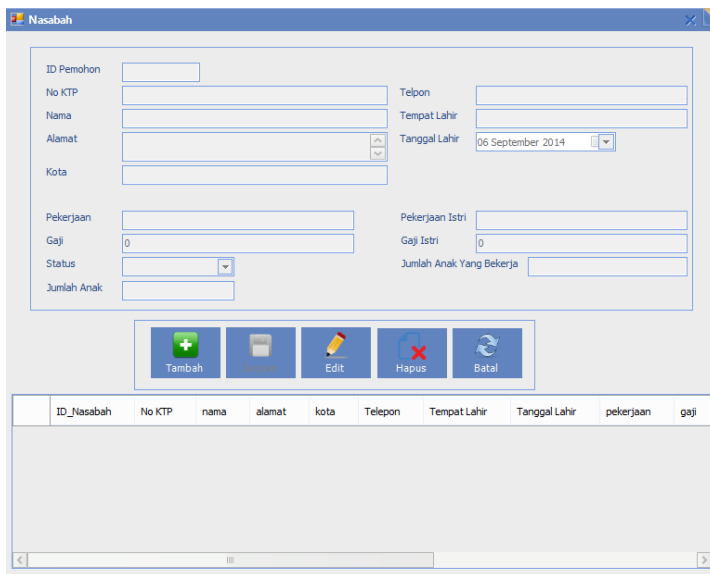 Nasabah
ID Pemohon
No KTP
Telpon
Nama
Tempat Lahir
Alamat
Tanggal Lahir 06 September 2014
Kota
Pekerjaan
Pekerjaan Istri
Gaji 0
Gaji Istri 0
Status
Jumlah Anak Yang Bekerja
Jumlah Anak
Tambah Edit Hapus Batal
ID_Nasabah No KTP nama alamat kota Telepon Tempat Lahir Tanggal Lahir pekerjaan gaji